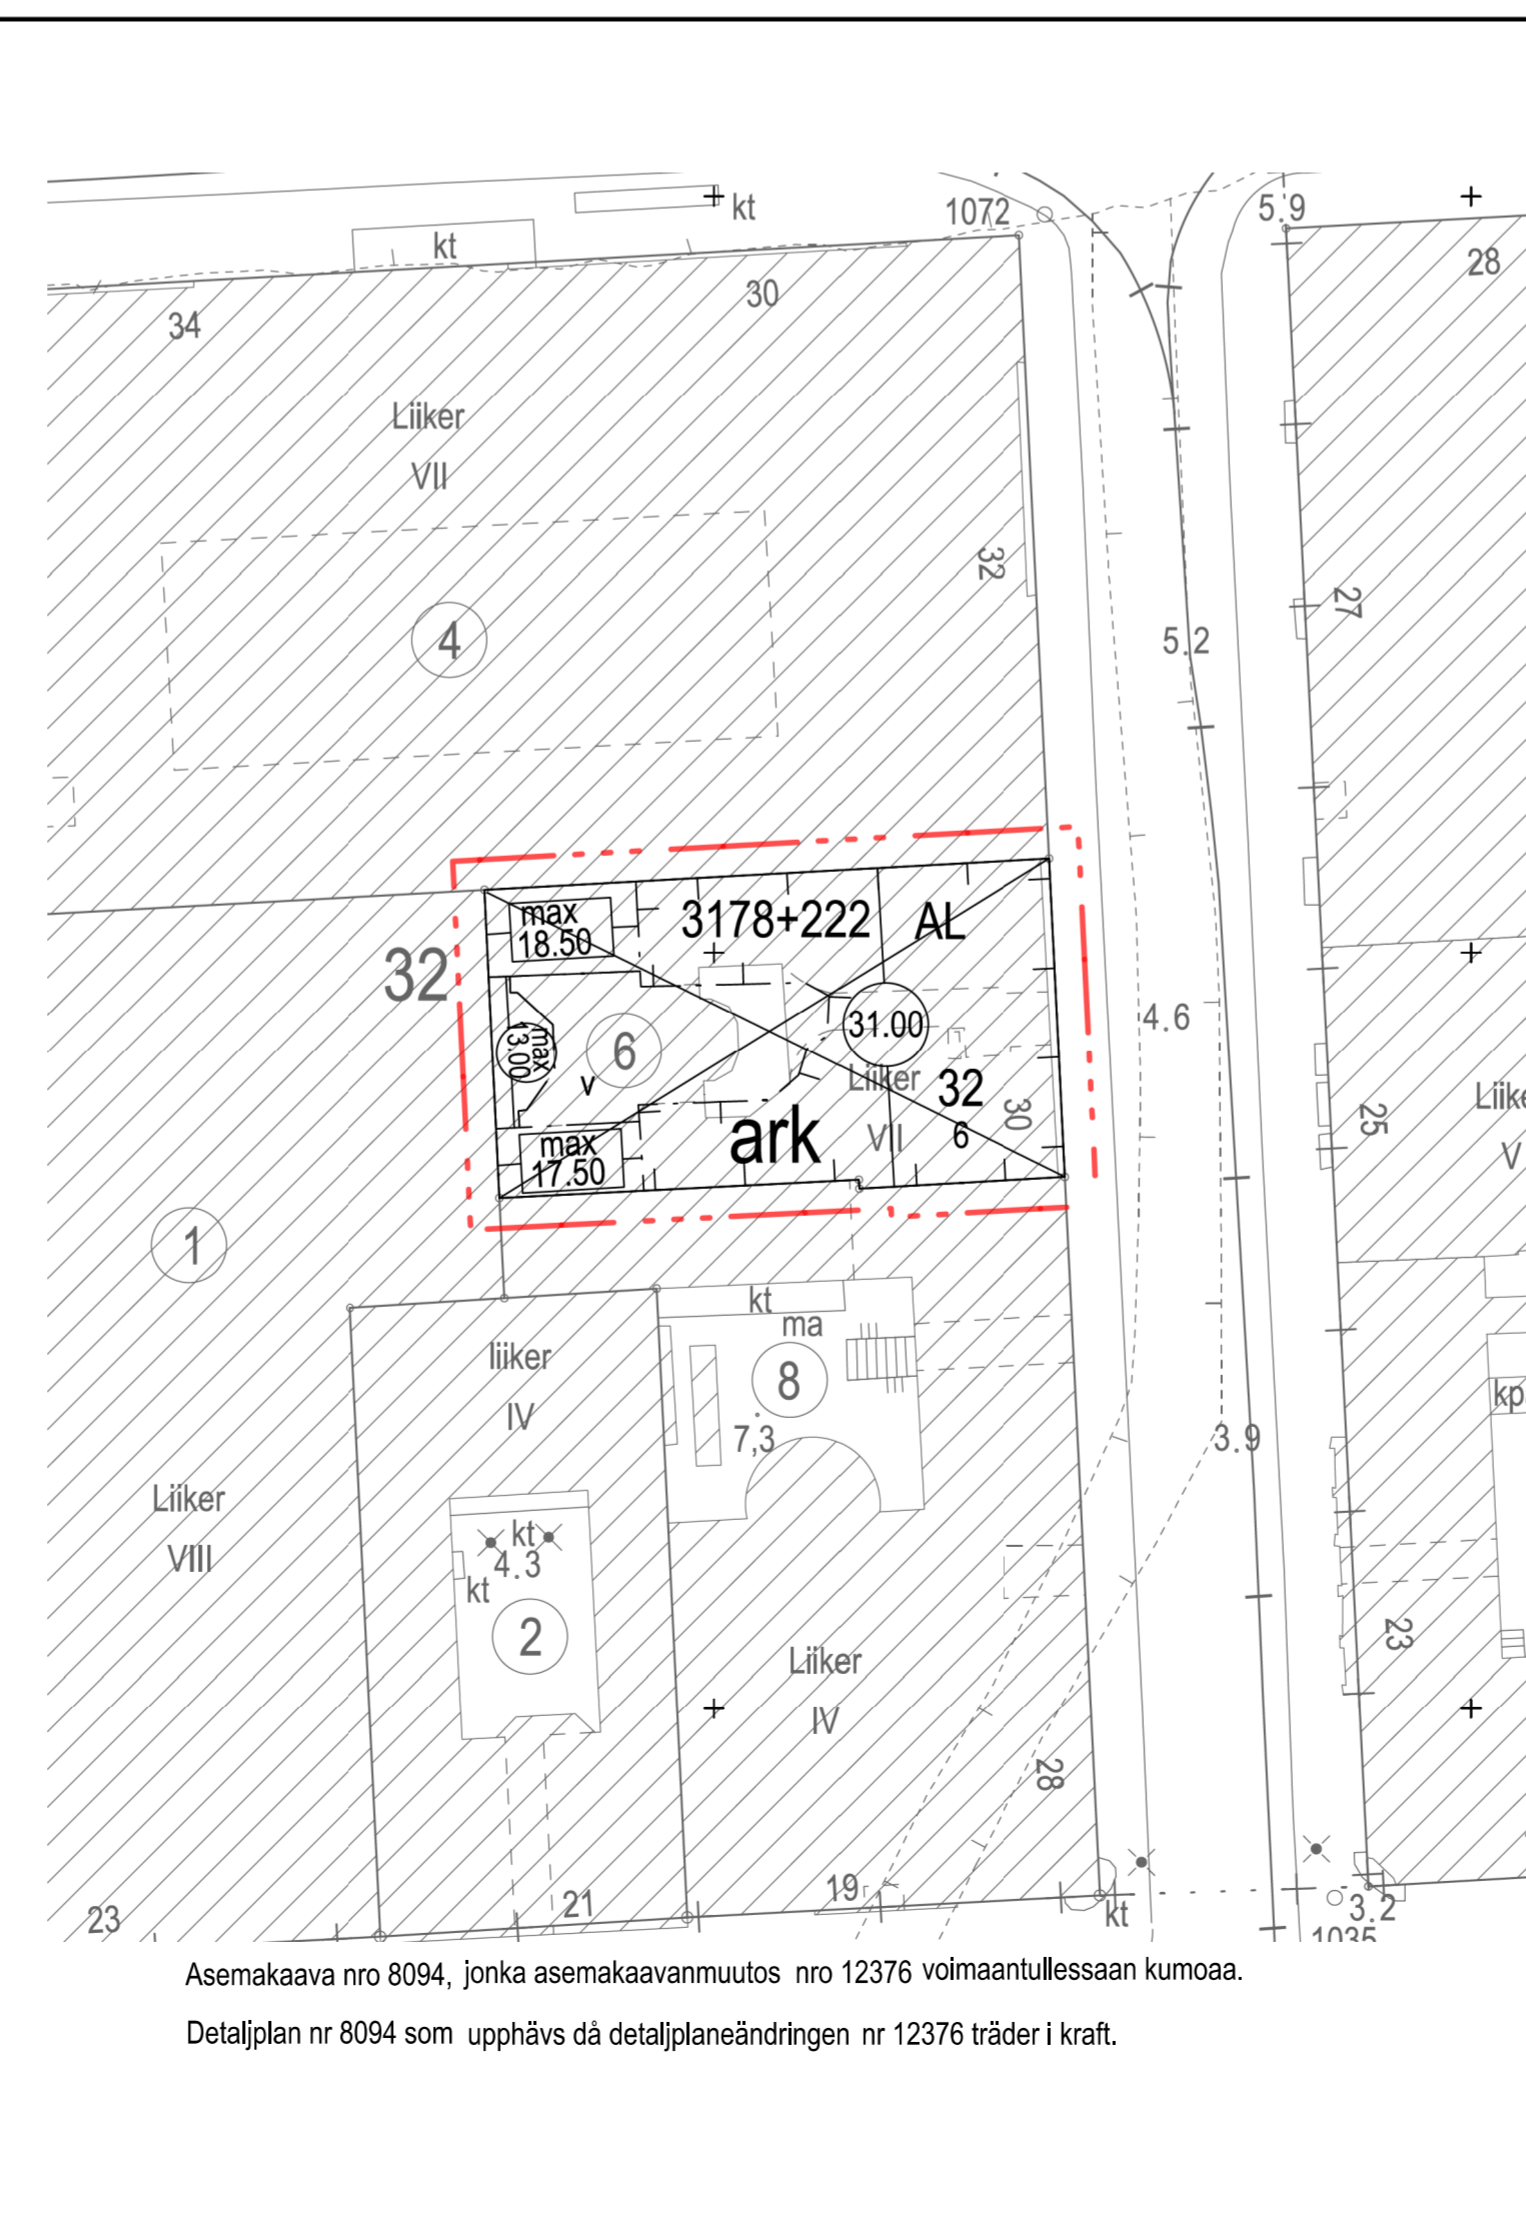 kt
kt
1072
5.9
28
34
30
Liiker
VII
32
27
4
5.2
max
18.50
3178+222
AL
32
max
13.00
6
v
31.00
4.6
Liiker
32
30
25
VII
6
ark
max
17.50
V
1
kt
ma
liiker
IV
8
7,3
3.9
Liiker
VIII
kt
4.3
kt
2
23
Liiker
IV
28
23
21
19
kt
3.2
1035
Asemakaava nro 8094, jonka asemakaavanmuutos nro 12376 voimaantullessaan kumoaa.
Detaljplan nr 8094 som upphävs då detaljplaneändringen nr 12376 träder i kraft.